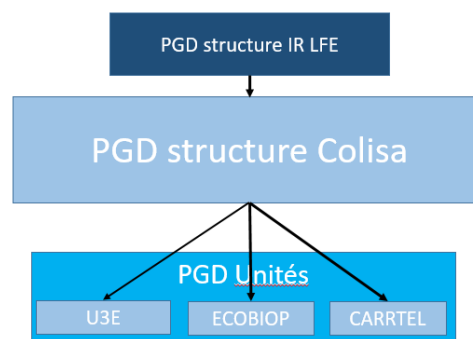 PGD structure IR LFE
PGD structure Colisa
PGD Unités
U3E
ECOBIOP
CARRTEL